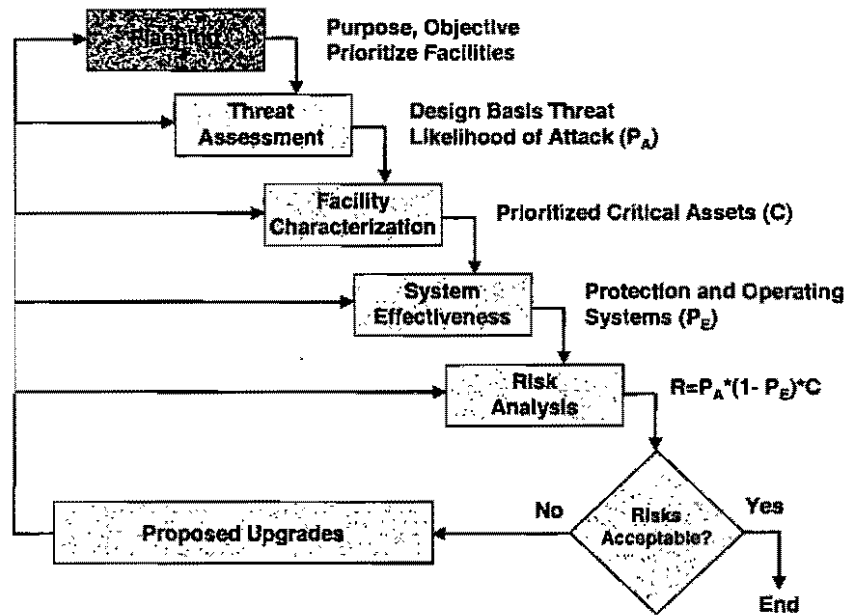 Planning
Purpose, Objective
Prioritize Facilities
Threat
Assessment
Design Basis Threat
Likelihood of Attack (P_A)
Facility
Characterization
Prioritized Critical Assets (C)
System
Effectiveness
Protection and Operating
Systems (P_E)
Risk
Analysis
R=P_A*(1- P_E)*C
No
Yes
Risks
Acceptable?
Proposed Upgrades
End